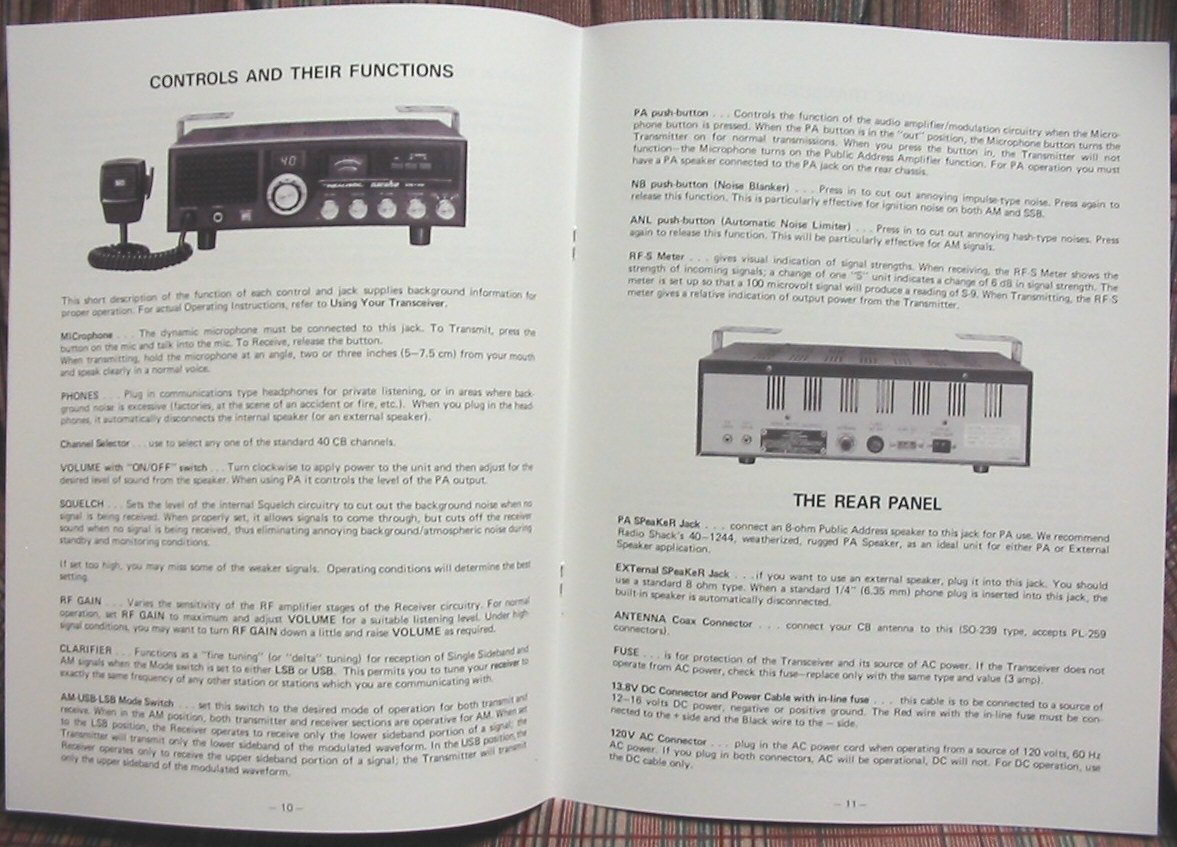 CONTROLS AND THEIR FUNCTIONS
40
REALISTIC
This short description of the function of each control and jack supplies background information for
proper operation. For actual Operating Instructions, refer to Using Your Transceiver.
MICrophone . . . The dynamic microphone must be connected to this jack. To Transmit, press the
button on the mic and talk into the mic. To Receive, release the button.
When transmitting, hold the microphone at an angle, two or three inches (5–7.5 cm) from your mouth
and speak clearly in a normal voice.
PHONES . . . Plug in communications type headphones for private listening, or in areas where back-
ground noise is excessive (factories, at the scene of an accident or fire, etc.). When you plug in the head-
phones, it automatically disconnects the internal speaker (or an external speaker).
Channel Selector . . . use to select any one of the standard 40 CB channels.
VOLUME with "ON/OFF" switch . . . Turn clockwise to apply power to the unit and then adjust for the
desired level of sound from the speaker. When using PA it controls the level of the PA output.
SQUELCH . . . Sets the level of the internal Squelch circuitry to cut out the background noise when no
signal is being received. When properly set, it allows signals to come through, but cuts off the receiver
sound when no signal is being received, thus eliminating annoying background/atmospheric noise during
standby and monitoring conditions.
If set too high, you may miss some of the weaker signals. Operating conditions will determine the best
setting.
RF GAIN . . . Varies the sensitivity of the RF amplifier stages of the Receiver circuitry. For normal
operation, set RF GAIN to maximum and adjust VOLUME for a suitable listening level. Under high-
signal conditions, you may want to turn RF GAIN down a little and raise VOLUME as required.
CLARIFIER . . . Functions as a "fine tuning" (or "delta" tuning) for reception of Single Sideband and
AM signals when the Mode switch is set to either LSB or USB. This permits you to tune your receiver to
exactly the same frequency of any other station or stations which you are communicating with.
AM-USB-LSB Mode Switch . . . set this switch to the desired mode of operation for both transmit and
receive. When in the AM position, both transmitter and receiver sections are operative for AM. When set
to the LSB position, the Receiver operates to receive only the lower sideband portion of a signal; the
Transmitter will transmit only the lower sideband of the modulated waveform. In the USB position, the
Receiver operates only to receive the upper sideband portion of a signal; the Transmitter will transmit
only the upper sideband of the modulated waveform.
– 10 –
PA push-button . . . Controls the function of the audio amplifier/modulation circuitry when the Micro-
phone button is pressed. When the PA button is in the "out" position, the Microphone button turns the
Transmitter on for normal transmissions. When you press the button in, the Transmitter will not
function—the Microphone turns on the Public Address Amplifier function. For PA operation you must
have a PA speaker connected to the PA jack on the rear chassis.
NB push-button (Noise Blanker) . . . Press in to cut out annoying impulse-type noise. Press again to
release this function. This is particularly effective for ignition noise on both AM and SSB.
ANL push-button (Automatic Noise Limiter) . . . Press in to cut out annoying hash-type noises. Press
again to release this function. This will be particularly effective for AM signals.
RF-S Meter . . . gives visual indication of signal strengths. When receiving, the RF-S Meter shows the
strength of incoming signals; a change of one "S" unit indicates a change of 6 dB in signal strength. The
meter is set up so that a 100 microvolt signal will produce a reading of S-9. When Transmitting, the RF-S
meter gives a relative indication of output power from the Transmitter.
THE REAR PANEL
PA SPeaKeR Jack . . . connect an 8-ohm Public Address speaker to this jack for PA use. We recommend
Radio Shack's 40–1244, weatherized, rugged PA Speaker, as an ideal unit for either PA or External
Speaker application.
EXTernal SPeaKeR Jack . . . if you want to use an external speaker, plug it into this jack. You should
use a standard 8 ohm type. When a standard 1/4" (6.35 mm) phone plug is inserted into this jack, the
built-in speaker is automatically disconnected.
ANTENNA Coax Connector . . . connect your CB antenna to this (SO-239 type, accepts PL-259
connectors).
FUSE . . . is for protection of the Transceiver and its source of AC power. If the Transceiver does not
operate from AC power, check this fuse–replace only with the same type and value (3 amp).
13.8V DC Connector and Power Cable with in-line fuse . . . this cable is to be connected to a source of
12–16 volts DC power, negative or positive ground. The Red wire with the in-line fuse must be con-
nected to the + side and the Black wire to the – side.
120V AC Connector . . . plug in the AC power cord when operating from a source of 120 volts, 60 Hz
AC power. If you plug in both connectors, AC will be operational, DC will not. For DC operation, use
the DC cable only.
– 11 –